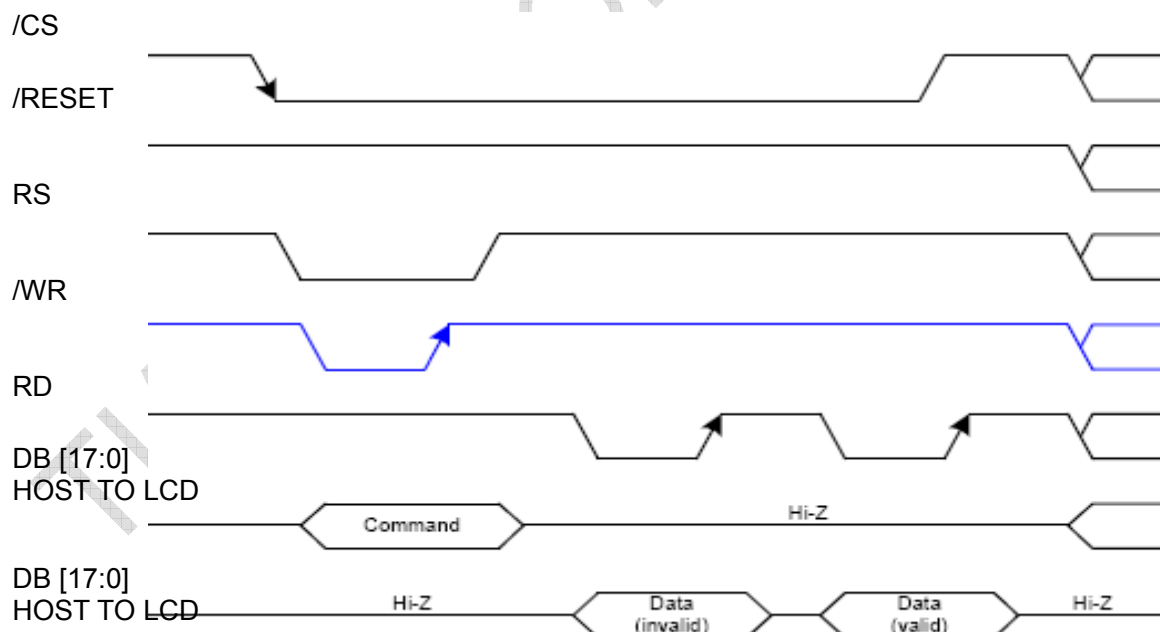 /CS
/RESET
RS
/WR
RD
DB [17:0]
HOST TO LCD
Command
Hi-Z
DB [17:0]
HOST TO LCD
Hi-Z
Data
(invalid)
Data
(valid)
Hi-Z